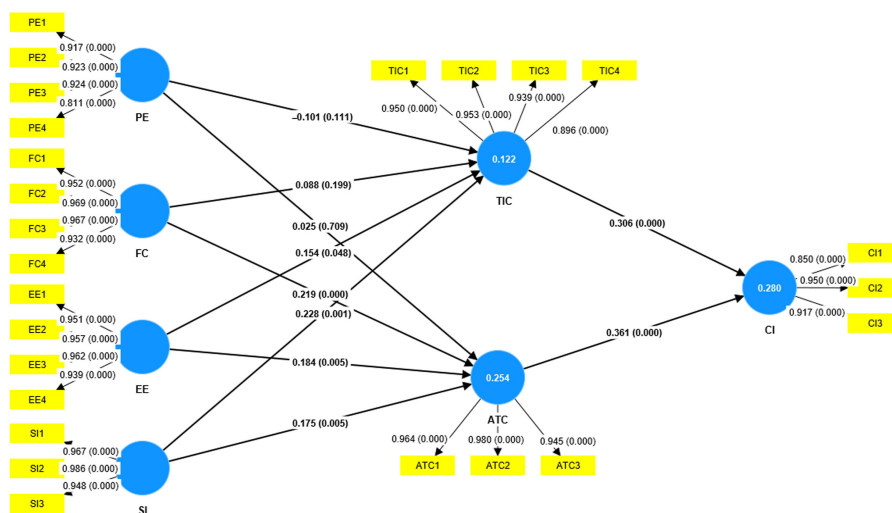 PE1
0.917 (0.000)
PE2
0.923 (0.000)
PE3
0.924 (0.000)
0.811 (0.000)
PE4
PE
FC1
0.952 (0.000)
FC2
0.969 (0.000)
FC3
0.967 (0.000)
0.932 (0.000)
FC4
FC
EE1
0.951 (0.000)
EE2
0.957 (0.000)
EE3
0.962 (0.000)
0.939 (0.000)
EE4
EE
SI1
0.967 (0.000)
SI2
0.986 (0.000)
0.948 (0.000)
SI3
SI
–0.101 (0.111)
0.088 (0.199)
0.025 (0.709)
0.154 (0.048)
0.219 (0.000)
0.228 (0.001)
0.184 (0.005)
0.175 (0.005)
TIC1
TIC2
TIC3
TIC4
0.950 (0.000)
0.953 (0.000)
0.939 (0.000)
0.896 (0.000)
0.122
TIC
0.306 (0.000)
0.361 (0.000)
0.254
ATC
0.964 (0.000)
0.980 (0.000)
0.945 (0.000)
ATC1
ATC2
ATC3
0.280
CI
0.850 (0.000)
0.950 (0.000)
0.917 (0.000)
CI1
CI2
CI3